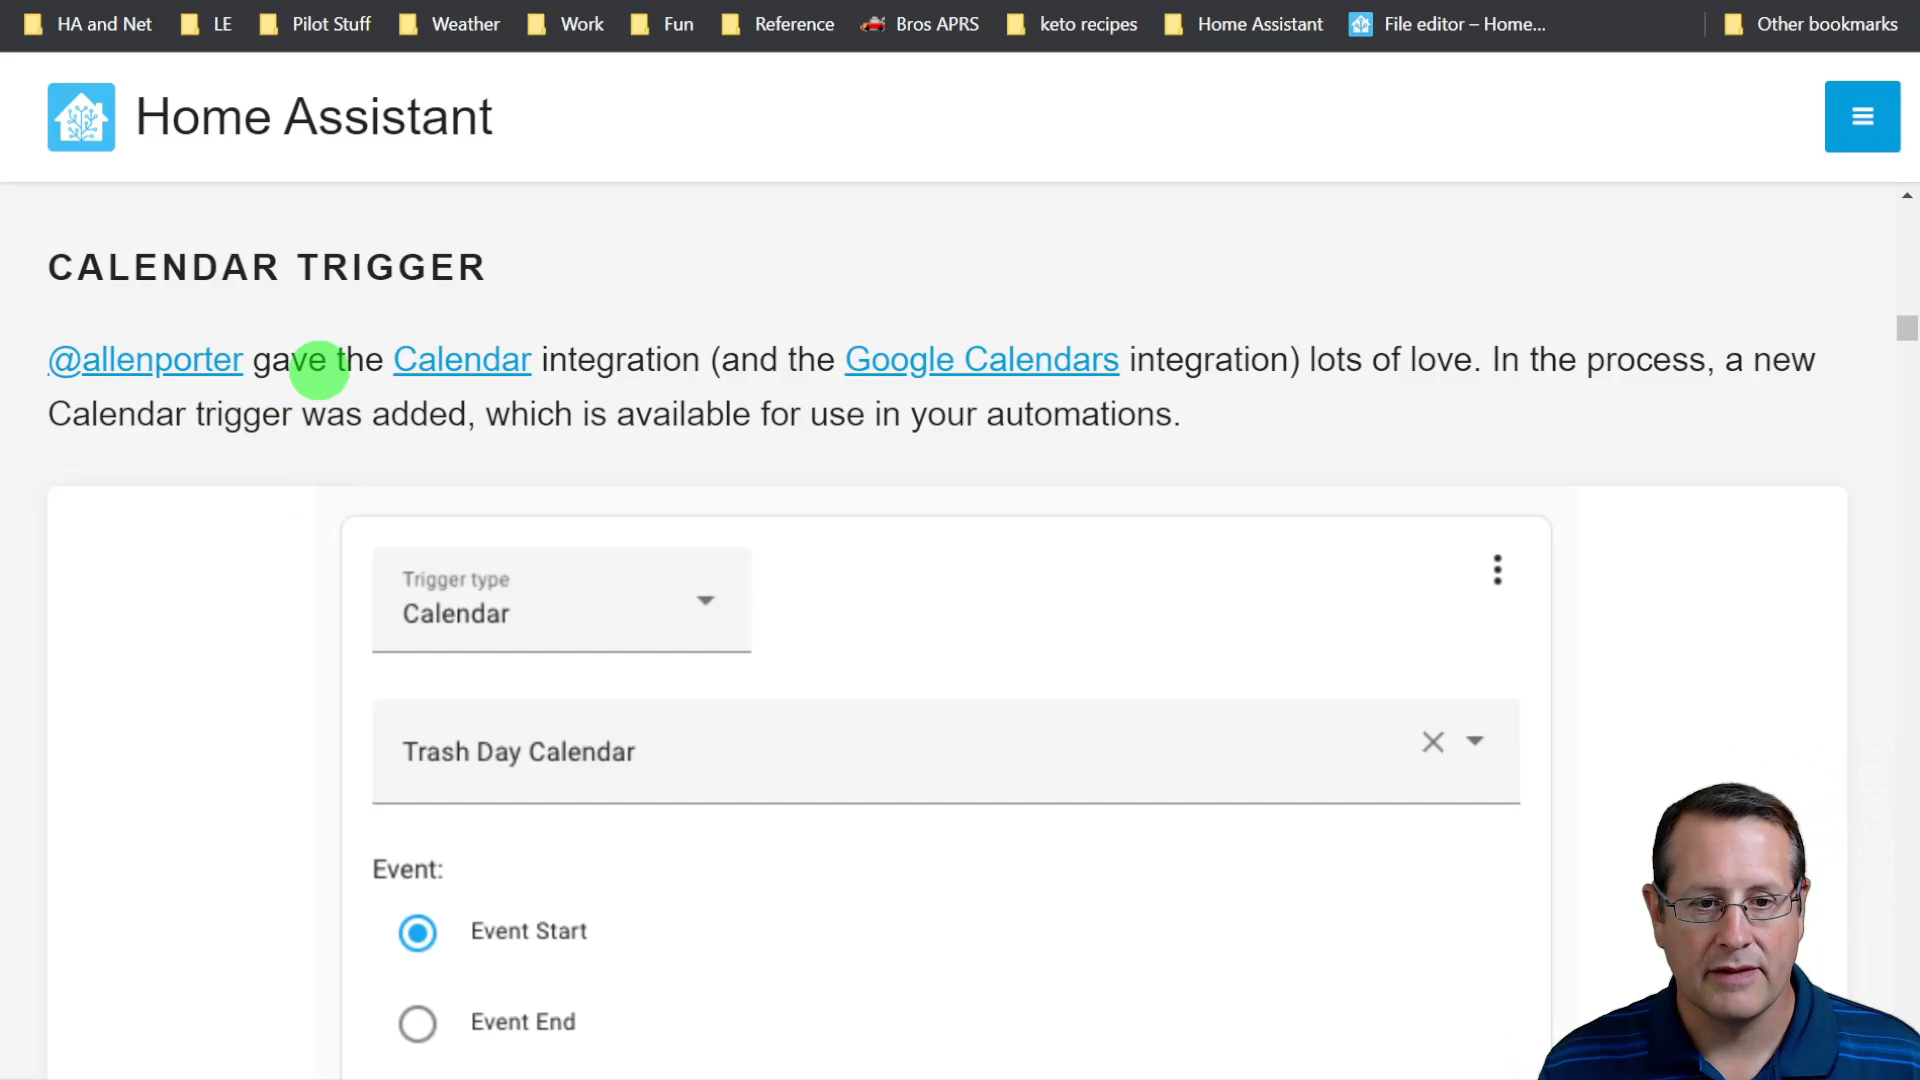 HA and Net LE Pilot Stuff Weather Work Fun Reference Bros APRS keto recipes Home Assistant File editor – Home... Other bookmarks
Home Assistant
CALENDAR TRIGGER
@allenporter gave the Calendar integration (and the Google Calendars integration) lots of love. In the process, a new
Calendar trigger was added, which is available for use in your automations.
Trigger type
Calendar
Trash Day Calendar
Event:
Event Start
Event End